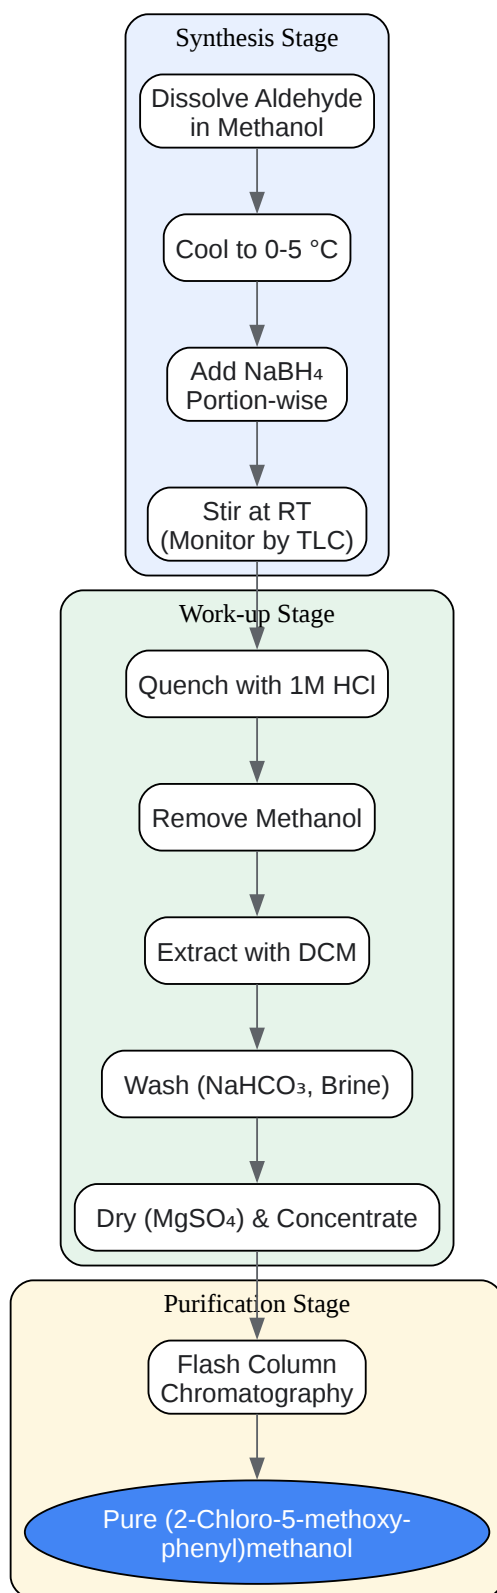 Synthesis Stage
Dissolve Aldehyde
in Methanol
Cool to 0-5 °C
Add NaBH₄
Portion-wise
Stir at RT
(Monitor by TLC)
Work-up Stage
Quench with 1M HCl
Remove Methanol
Extract with DCM
Wash (NaHCO₃, Brine)
Dry (MgSO₄) & Concentrate
Purification Stage
Flash Column
Chromatography
Pure (2-Chloro-5-methoxy-
phenyl)methanol